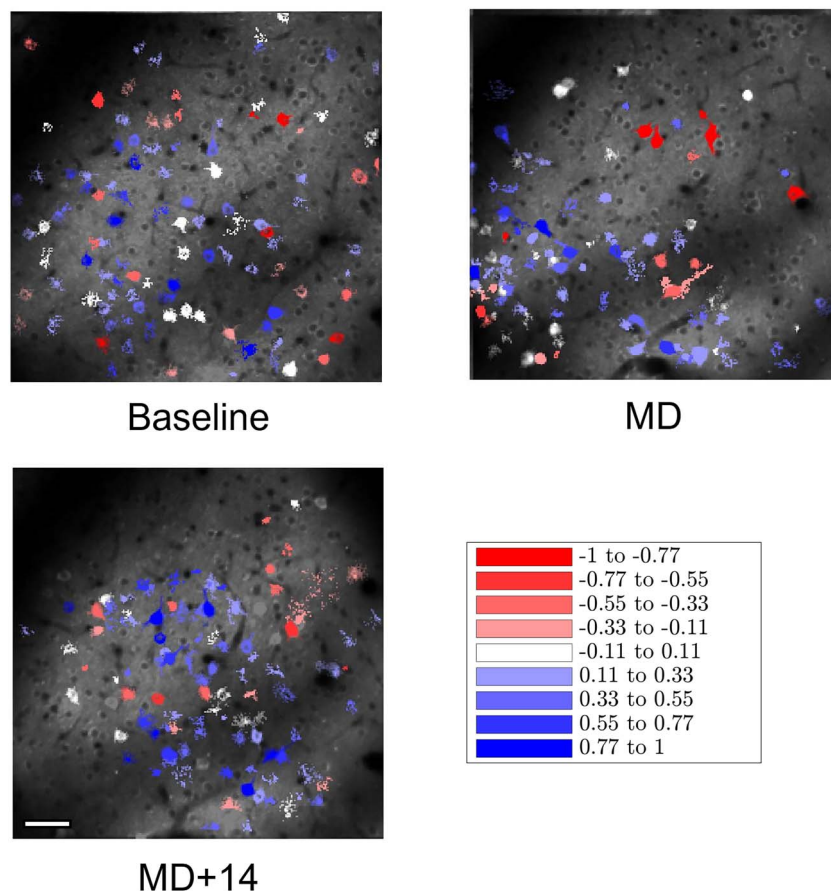 Baseline
MD
MD+14
-1 to -0.77
-0.77 to -0.55
-0.55 to -0.33
-0.33 to -0.11
-0.11 to 0.11
0.11 to 0.33
0.33 to 0.55
0.55 to 0.77
0.77 to 1